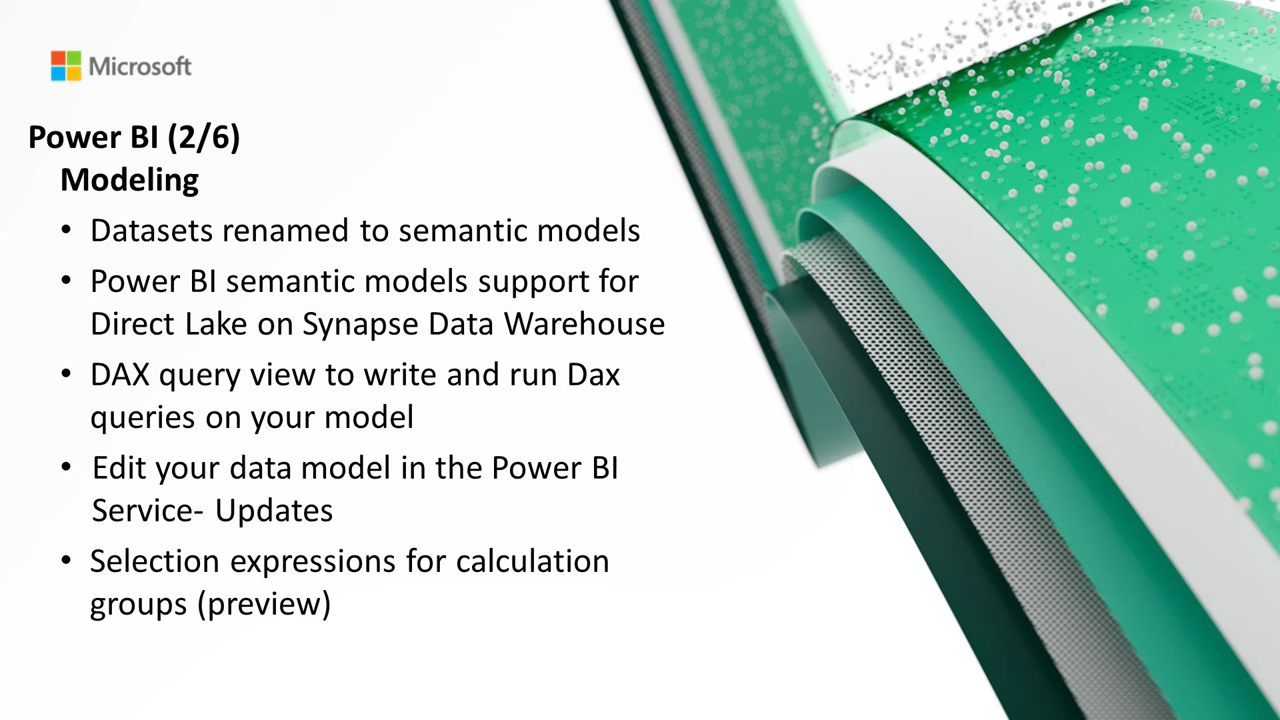 Microsoft
Power BI (2/6)
Modeling
• Datasets renamed to semantic models
• Power BI semantic models support for
Direct Lake on Synapse Data Warehouse
• DAX query view to write and run Dax
queries on your model
• Edit your data model in the Power BI
Service- Updates
• Selection expressions for calculation
groups (preview)